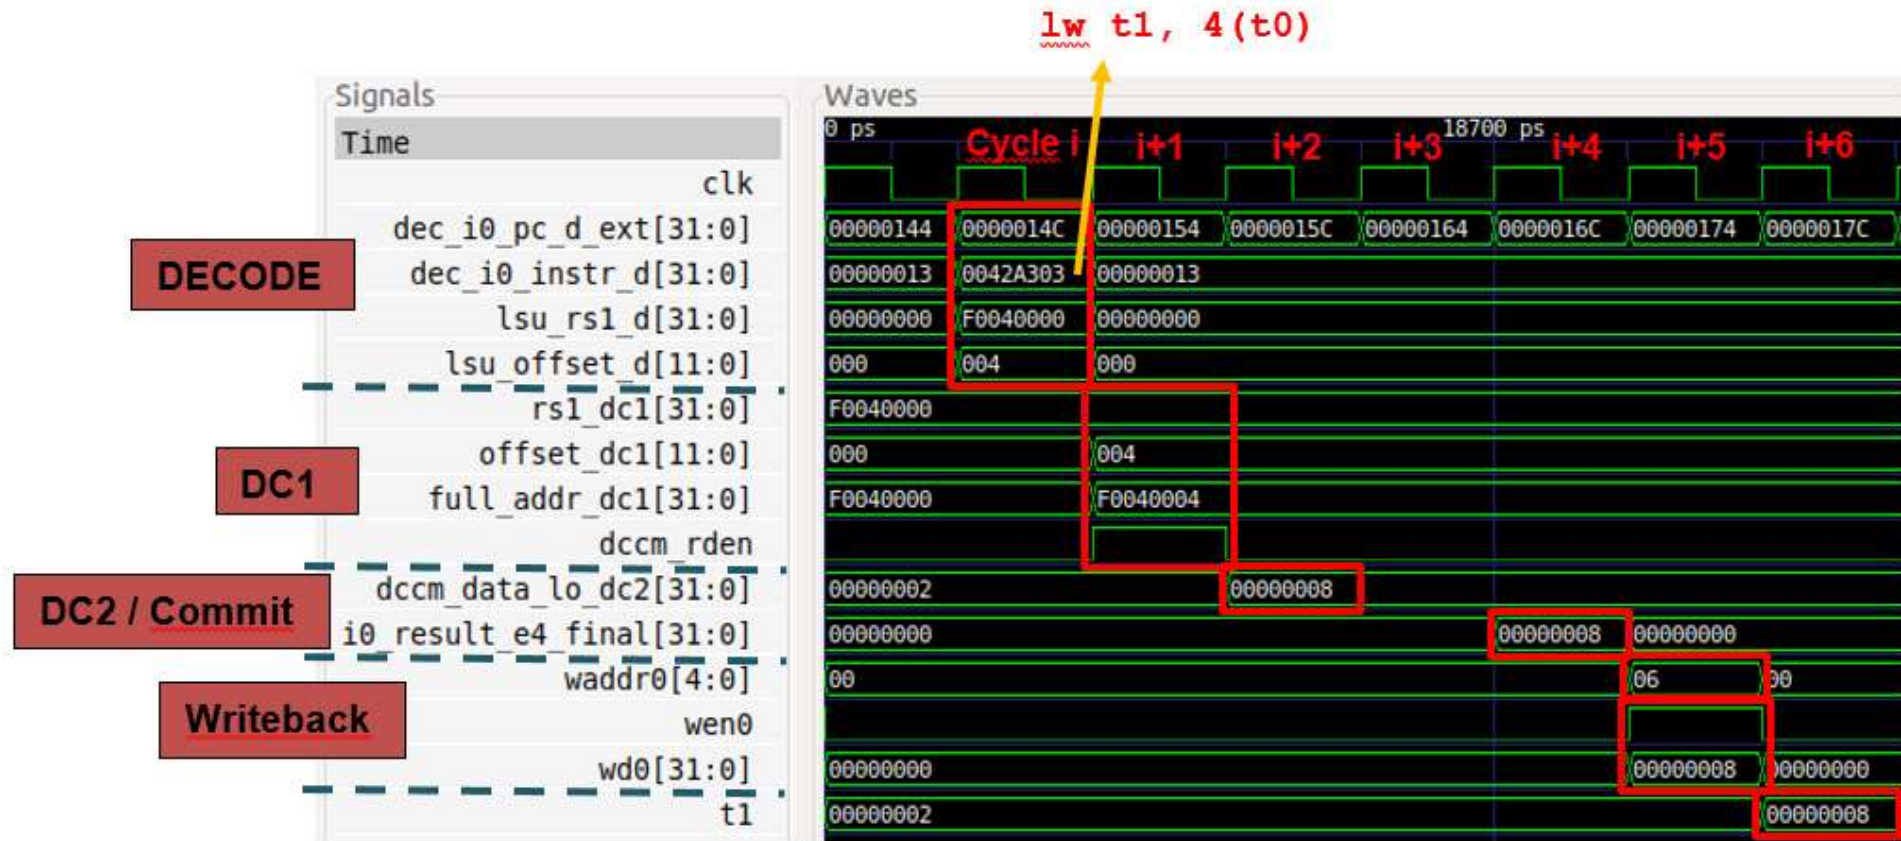 lw t1, 4(t0)
Signals
Waves
Time
0 ps
18700 ps
Cycle i
i+1
i+2
i+3
i+4
i+5
i+6
clk
DECODE
dec_i0_pc_d_ext[31:0] 00000144 0000014C 00000154 0000015C 00000164 0000016C 00000174 0000017C
dec_i0_instr_d[31:0] 00000013 0042A303 00000013
lsu_rs1_d[31:0] 00000000 F0040000 00000000
lsu_offset_d[11:0] 000 004 000
DC1
rs1_dc1[31:0] F0040000
offset_dc1[11:0] 000 004
full_addr_dc1[31:0] F0040000 F0040004
dccm_rden
DC2 / Commit
dccm_data_lo_dc2[31:0] 00000002 00000008
i0_result_e4_final[31:0] 00000000 00000008 00000000
Writeback
waddr0[4:0] 00 06 00
wen0
wd0[31:0] 00000000 00000008 00000000
t1 00000002 00000008